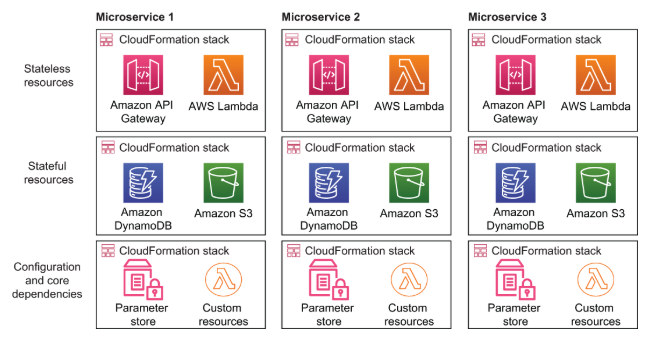 Microservice 1 Microservice 2 Microservice 3
Stateless
resources
CloudFormation stack CloudFormation stack CloudFormation stack
Amazon API
Gateway
AWS Lambda
Amazon API
Gateway
AWS Lambda
Amazon API
Gateway
AWS Lambda
Stateful
resources
CloudFormation stack CloudFormation stack CloudFormation stack
Amazon
DynamoDB
Amazon S3
Amazon
DynamoDB
Amazon S3
Amazon
DynamoDB
Amazon S3
Configuration
and core
dependencies
CloudFormation stack CloudFormation stack CloudFormation stack
Parameter
store
Custom
resources
Parameter
store
Custom
resources
Parameter
store
Custom
resources